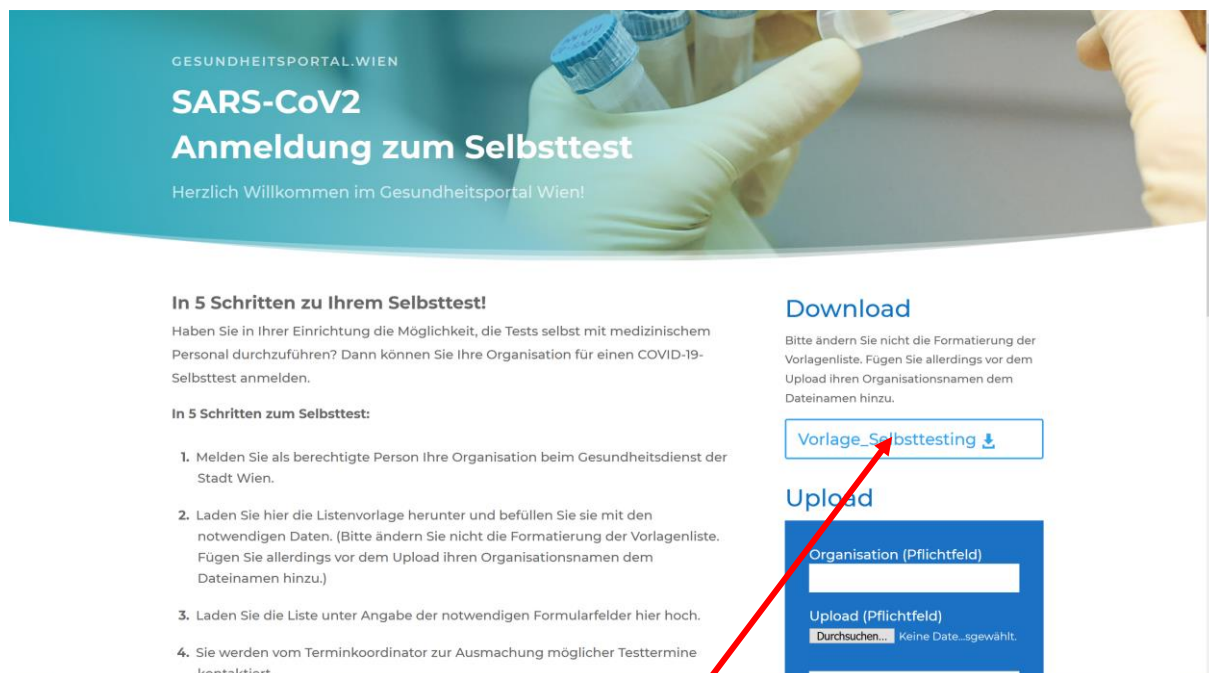 GESUNDHEITSPORTAL.WIEN
SARS-CoV2
Anmeldung zum Selbsttest
Herzlich Willkommen im Gesundheitsportal Wien!
In 5 Schritten zu Ihrem Selbsttest!
Haben Sie in Ihrer Einrichtung die Möglichkeit, die Tests selbst mit medizinischem
Personal durchzuführen? Dann können Sie Ihre Organisation für einen COVID-19-
Selbsttest anmelden.
In 5 Schritten zum Selbsttest:
1. Melden Sie als berechtigte Person Ihre Organisation beim Gesundheitsdienst der
Stadt Wien.
2. Laden Sie hier die Listenvorlage herunter und befüllen Sie sie mit den
notwendigen Daten. (Bitte ändern Sie nicht die Formatierung der Vorlagenliste.
Fügen Sie allerdings vor dem Upload ihren Organisationsnamen dem
Dateinamen hinzu.)
3. Laden Sie die Liste unter Angabe der notwendigen Formularfelder hier hoch.
4. Sie werden vom Terminkoordinator zur Ausmachung möglicher Testtermine
kontaktiert
Download
Bitte ändern Sie nicht die Formatierung der
Vorlagenliste. Fügen Sie allerdings vor dem
Upload ihren Organisationsnamen dem
Dateinamen hinzu.
Vorlage_Selbsttesting
Upload
Organisation (Pflichtfeld)
Upload (Pflichtfeld)
Durchsuchen... Keine Date...sgewählt.